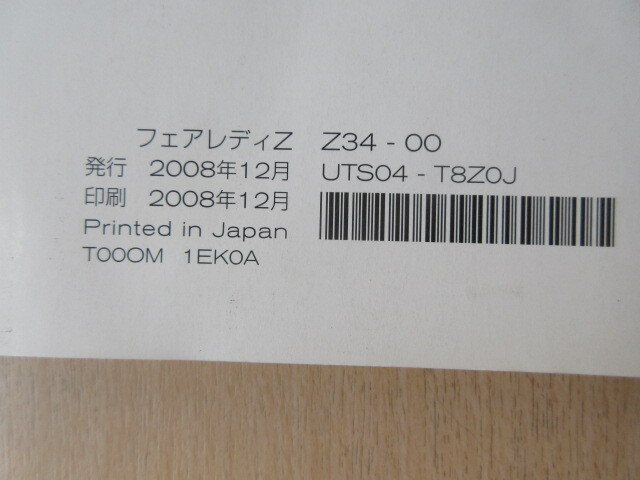 フェアレディZ Z34-00
発行 2008年12月 UTS04-T8Z0J
印刷 2008年12月
Printed in Japan
T00OM 1EK0A